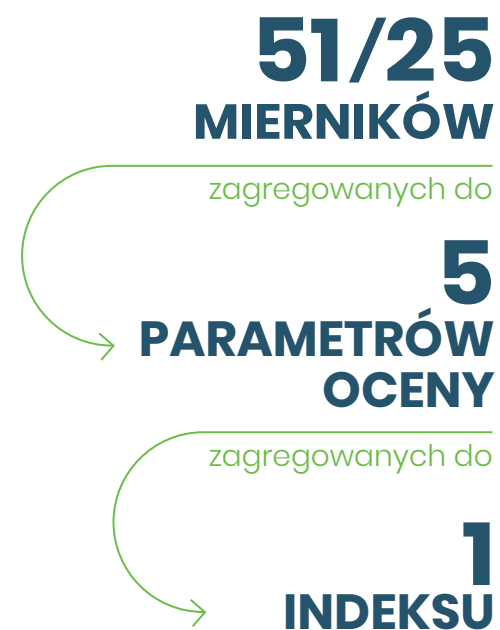 51/25
MIERNIKÓW
zagregowanych do
5
PARAMETRÓW
OCENY
zagregowanych do
1
INDEKSU